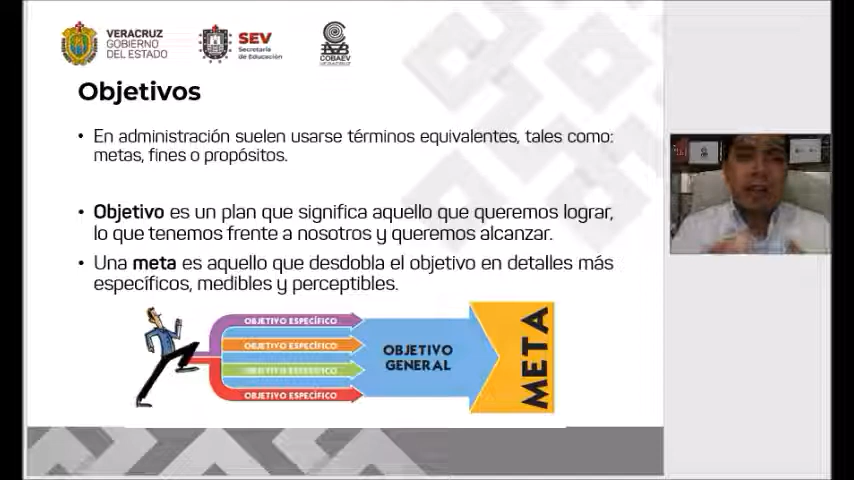 VERACRUZ
GOBIERNO
DEL ESTADO
SEV
Secretaría
de Educación
COBAEV
Objetivos
• En administración suelen usarse términos equivalentes, tales como:
metas, fines o propósitos.
• Objetivo es un plan que significa aquello que queremos lograr,
lo que tenemos frente a nosotros y queremos alcanzar.
• Una meta es aquello que desdobla el objetivo en detalles más
específicos, medibles y perceptibles.
OBJETIVO ESPECÍFICO
OBJETIVO ESPECÍFICO
OBJETIVO ESPECÍFICO
OBJETIVO ESPECÍFICO
OBJETIVO
GENERAL
META